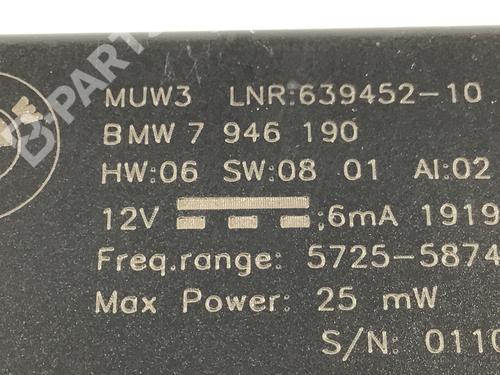 B-PARTS
MUW3 LNR:639452-10
BMW 7 946 190
HW:06 SW:08 01 AI:02
12V ;6mA 1919
Freq.range: 5725-5874
Max Power: 25 mW
S/N: 0110